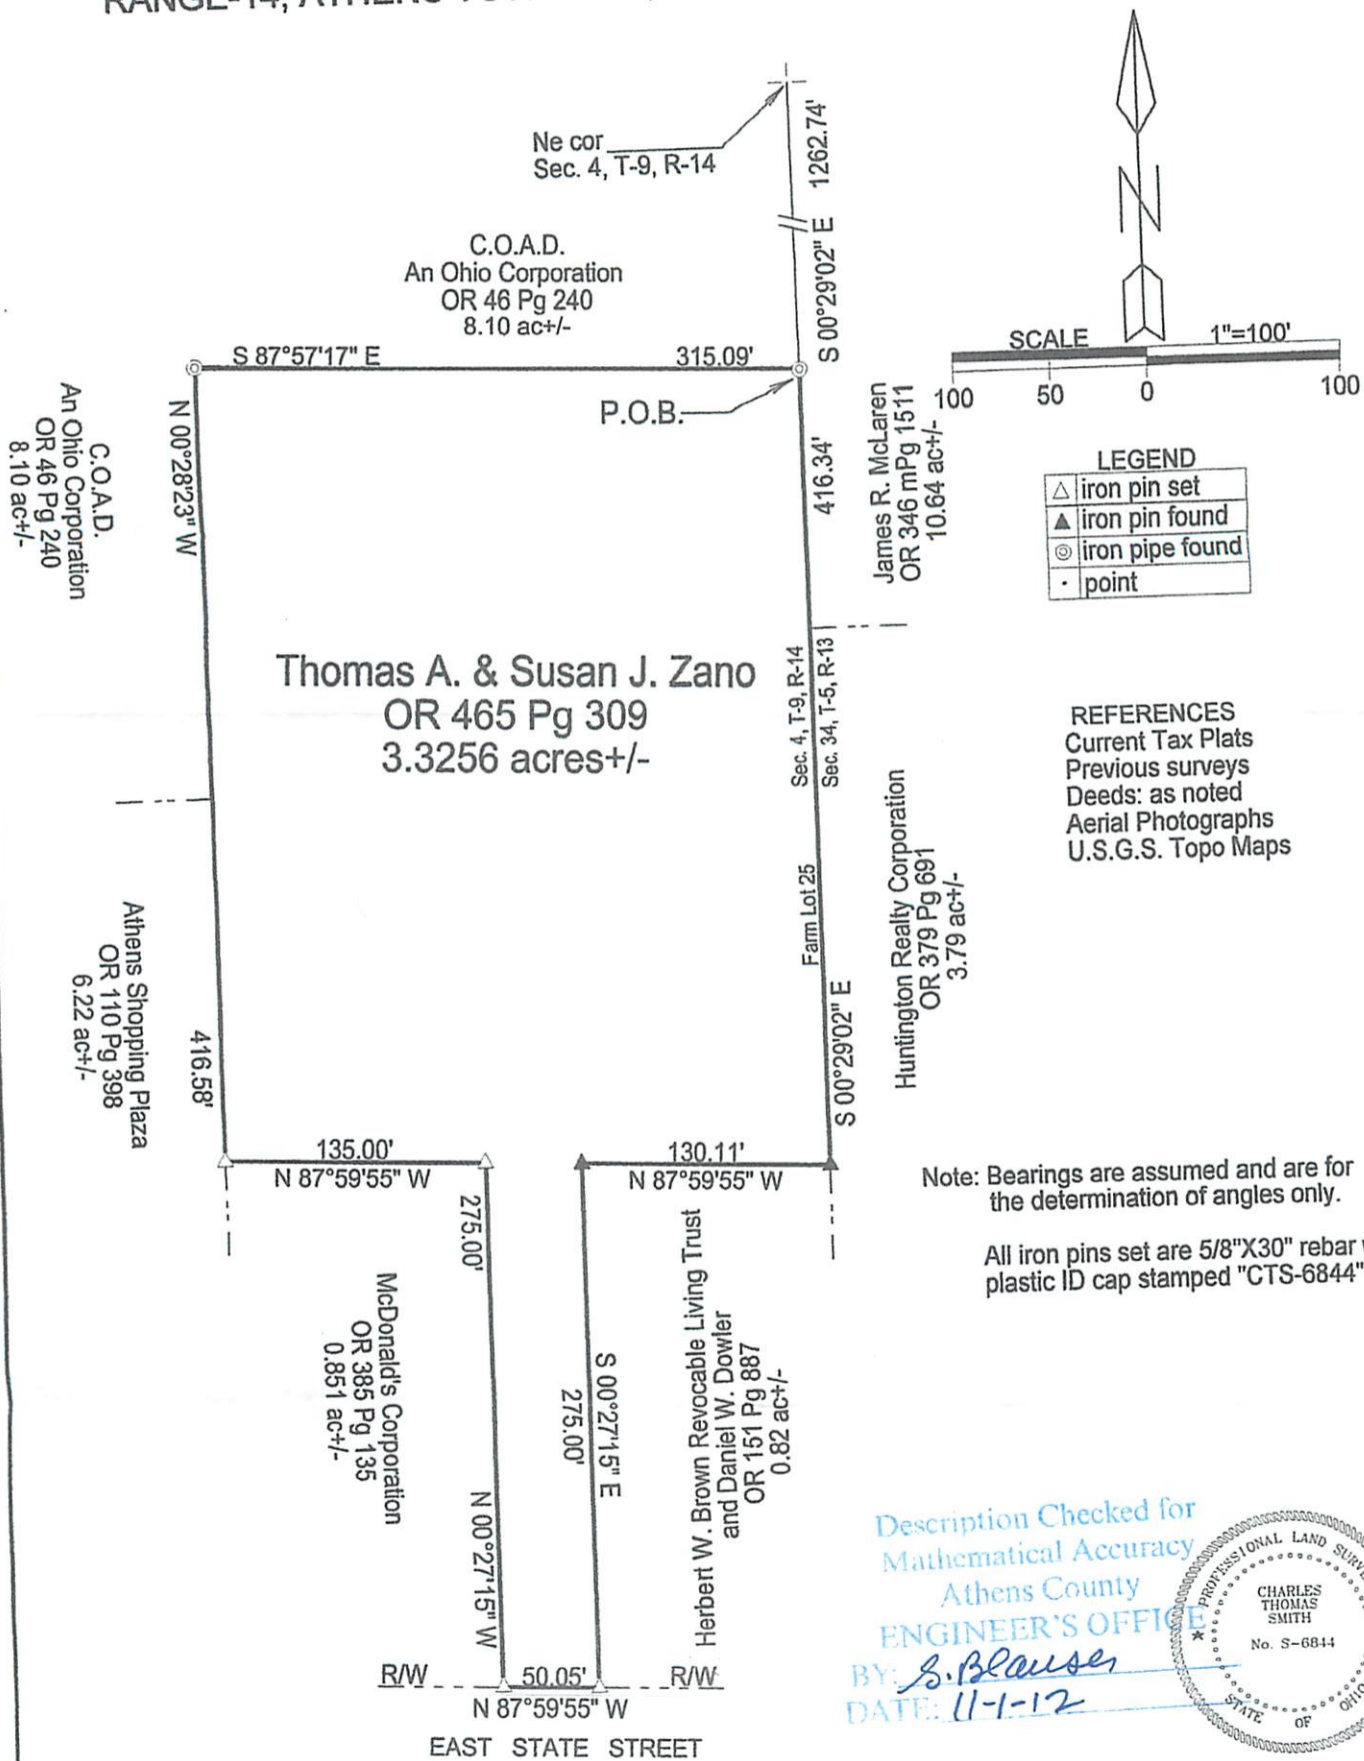 Ne cor
Sec. 4, T-9, R-14
1262.74'
S 00°29'02" E
C.O.A.D.
An Ohio Corporation
OR 46 Pg 240
8.10 ac+/-
S 87°57'17" E
315.09'
P.O.B.
N
SCALE
1"=100'
100
50
0
100
LEGEND
iron pin set
iron pin found
iron pipe found
point
C.O.A.D.
An Ohio Corporation
OR 46 Pg 240
8.10 ac+/-
N 00°28'23" W
416.34'
James R. McLaren
OR 346 mPg 1511
10.64 ac+/-
Thomas A. & Susan J. Zano
OR 465 Pg 309
3.3256 acres+/-
Sec. 4, T-9, R-14
Sec. 34, T-5, R-13
REFERENCES
Current Tax Plats
Previous surveys
Deeds: as noted
Aerial Photographs
U.S.G.S. Topo Maps
Farm Lot 25
Huntington Realty Corporation
OR 379 Pg 691
3.79 ac+/-
S 00°29'02" E
Athens Shopping Plaza
OR 110 Pg 398
6.22 ac+/-
416.58'
135.00'
N 87°59'55" W
130.11'
N 87°59'55" W
Note: Bearings are assumed and are for
the determination of angles only.
All iron pins set are 5/8"X30" rebar
plastic ID cap stamped "CTS-6844"
275.00'
N 00°27'15" W
McDonald's Corporation
OR 385 Pg 135
0.851 ac+/-
S 00°27'15" E
275.00'
Herbert W. Brown Revocable Living Trust
and Daniel W. Dowler
OR 151 Pg 887
0.82 ac+/-
R/W
50.05'
R/W
N 87°59'55" W
EAST STATE STREET
Description Checked for
Mathematical Accuracy
Athens County
ENGINEER'S OFFICE
BY: S. Blauser
DATE: 11-1-12
PROFESSIONAL LAND
CHARLES
THOMAS
SMITH
No. S-6844
STATE OF OHIO